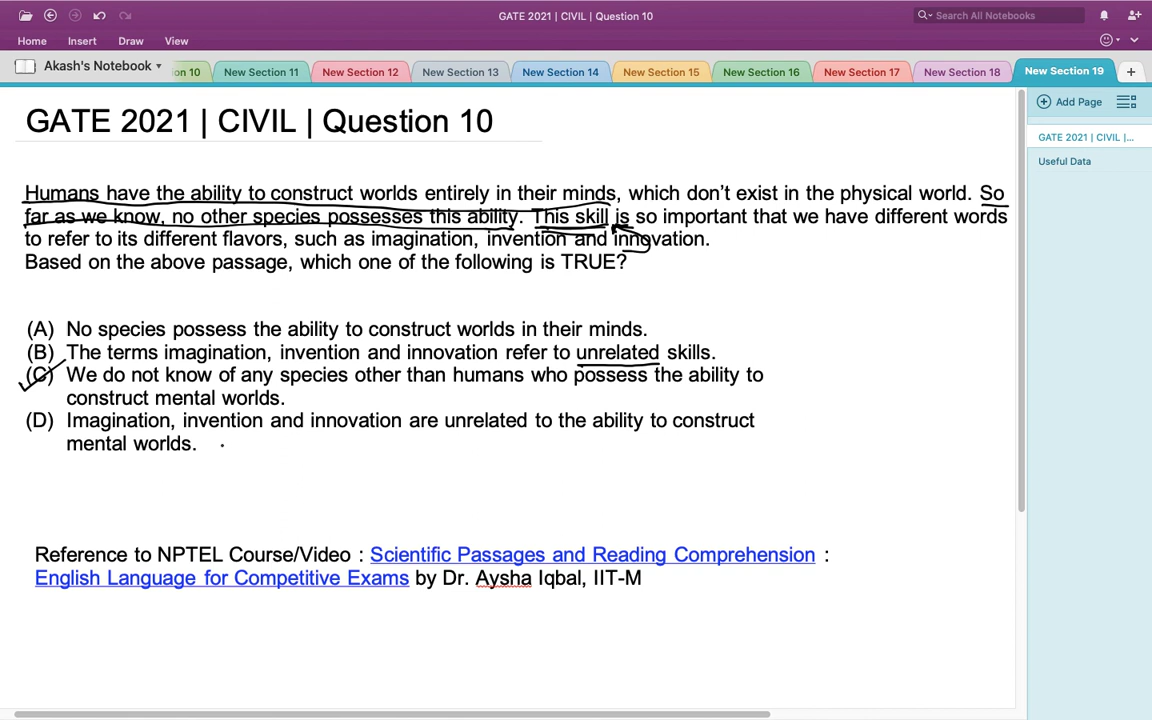 GATE 2021 | CIVIL | Question 10
Search All Notebooks
Home Insert Draw View
Akash's Notebook
ion 10 New Section 11 New Section 12 New Section 13 New Section 14 New Section 15 New Section 16 New Section 17 New Section 18 New Section 19
GATE 2021 | CIVIL | Question 10
Add Page
GATE 2021 | CIVIL |...
Useful Data
Humans have the ability to construct worlds entirely in their minds, which don't exist in the physical world. So
far as we know, no other species possesses this ability. This skill is so important that we have different words
to refer to its different flavors, such as imagination, invention and innovation.
Based on the above passage, which one of the following is TRUE?
(A) No species possess the ability to construct worlds in their minds.
(B) The terms imagination, invention and innovation refer to unrelated skills.
(C) We do not know of any species other than humans who possess the ability to
construct mental worlds.
(D) Imagination, invention and innovation are unrelated to the ability to construct
mental worlds.
Reference to NPTEL Course/Video : Scientific Passages and Reading Comprehension :
English Language for Competitive Exams by Dr. Aysha Iqbal, IIT-M